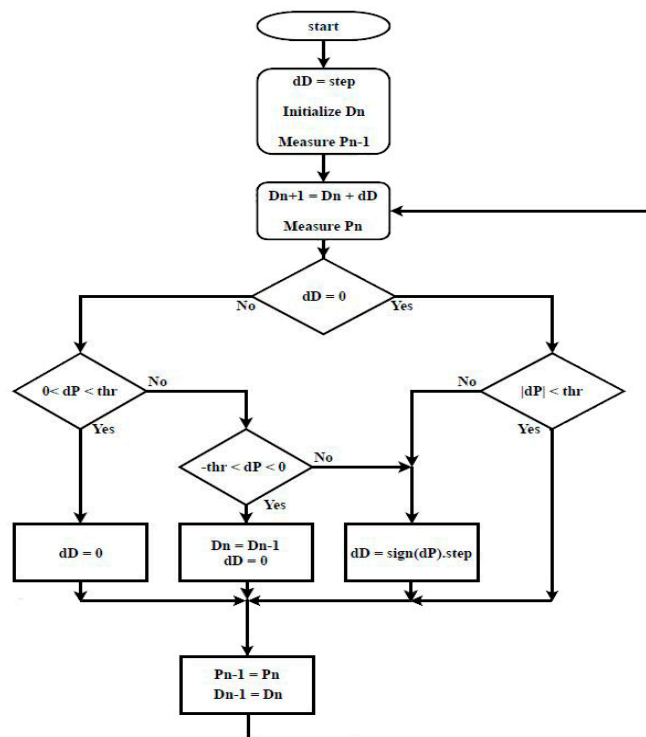 start
dD = step
Initialize Dn
Measure Pn-1
Dn+1 = Dn + dD
Measure Pn
dD = 0
No
Yes
0< dP < thr
No
Yes
|dP| < thr
No
Yes
-thr < dP < 0
No
Yes
dD = 0
Dn = Dn-1
dD = 0
dD = sign(dP).step
Pn-1 = Pn
Dn-1 = Dn